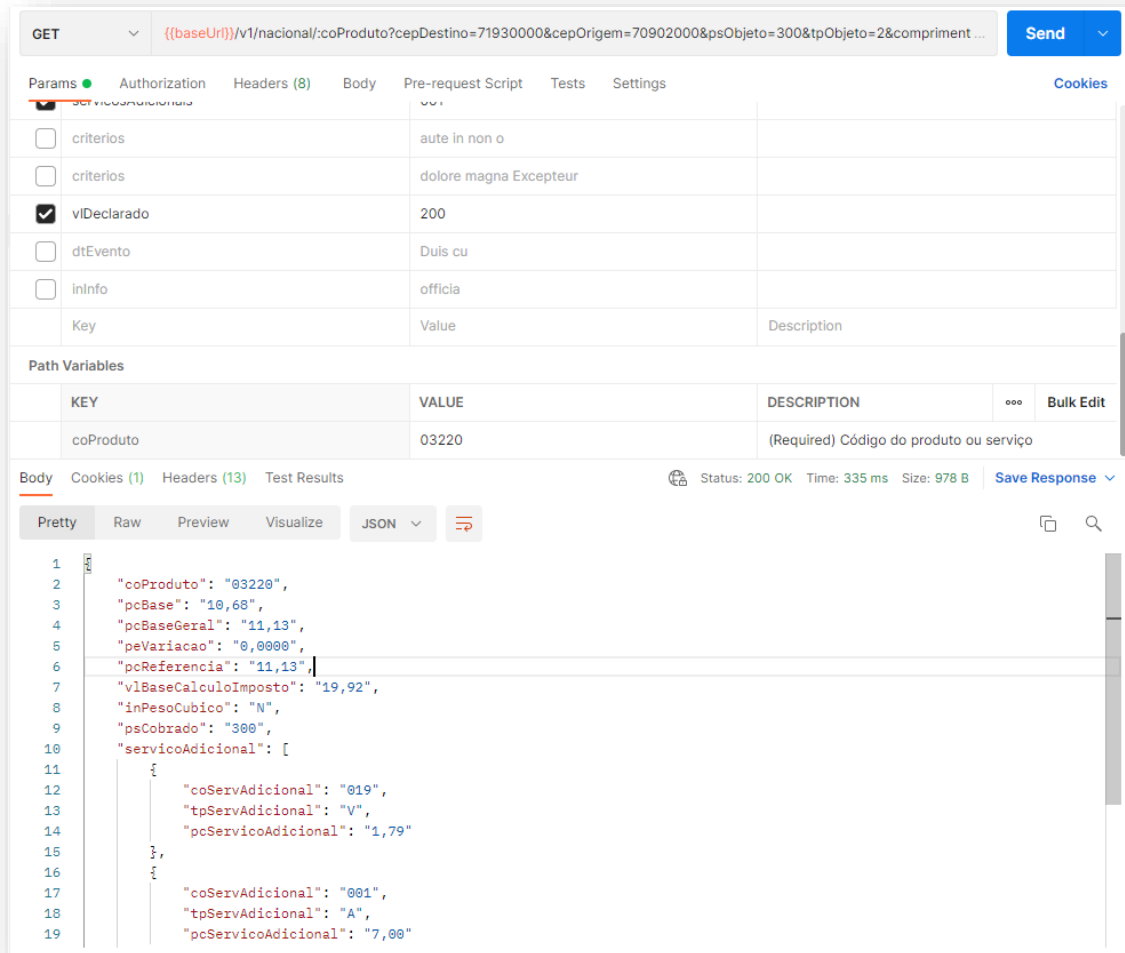 GET {{baseUrl}}/v1/nacional/:coProduto?cepDestino=71930000&cepOrigem=70902000&psObjeto=300&tpObjeto=2&compriment ... Send
Params Authorization Headers (8) Body Pre-request Script Tests Settings Cookies
servicosAdicionais 001
criterios aute in non o
criterios dolore magna Excepteur
vlDeclarado 200
dtEvento Duis cu
inInfo officia
Key Value Description
Path Variables
KEY VALUE DESCRIPTION ooo Bulk Edit
coProduto 03220 (Required) Código do produto ou serviço
Body Cookies (1) Headers (13) Test Results Status: 200 OK Time: 335 ms Size: 978 B Save Response
Pretty Raw Preview Visualize JSON
1 {
2 "coProduto": "03220",
3 "pcBase": "10,68",
4 "pcBaseGeral": "11,13",
5 "peVariacao": "0,0000",
6 "pcReferencia": "11,13",
7 "vlBaseCalculoImposto": "19,92",
8 "inPesoCubico": "N",
9 "psCobrado": "300",
10 "servicoAdicional": [
11 {
12 "coServAdicional": "019",
13 "tpServAdicional": "V",
14 "pcServicoAdicional": "1,79"
15 },
16 {
17 "coServAdicional": "001",
18 "tpServAdicional": "A",
19 "pcServicoAdicional": "7,00"